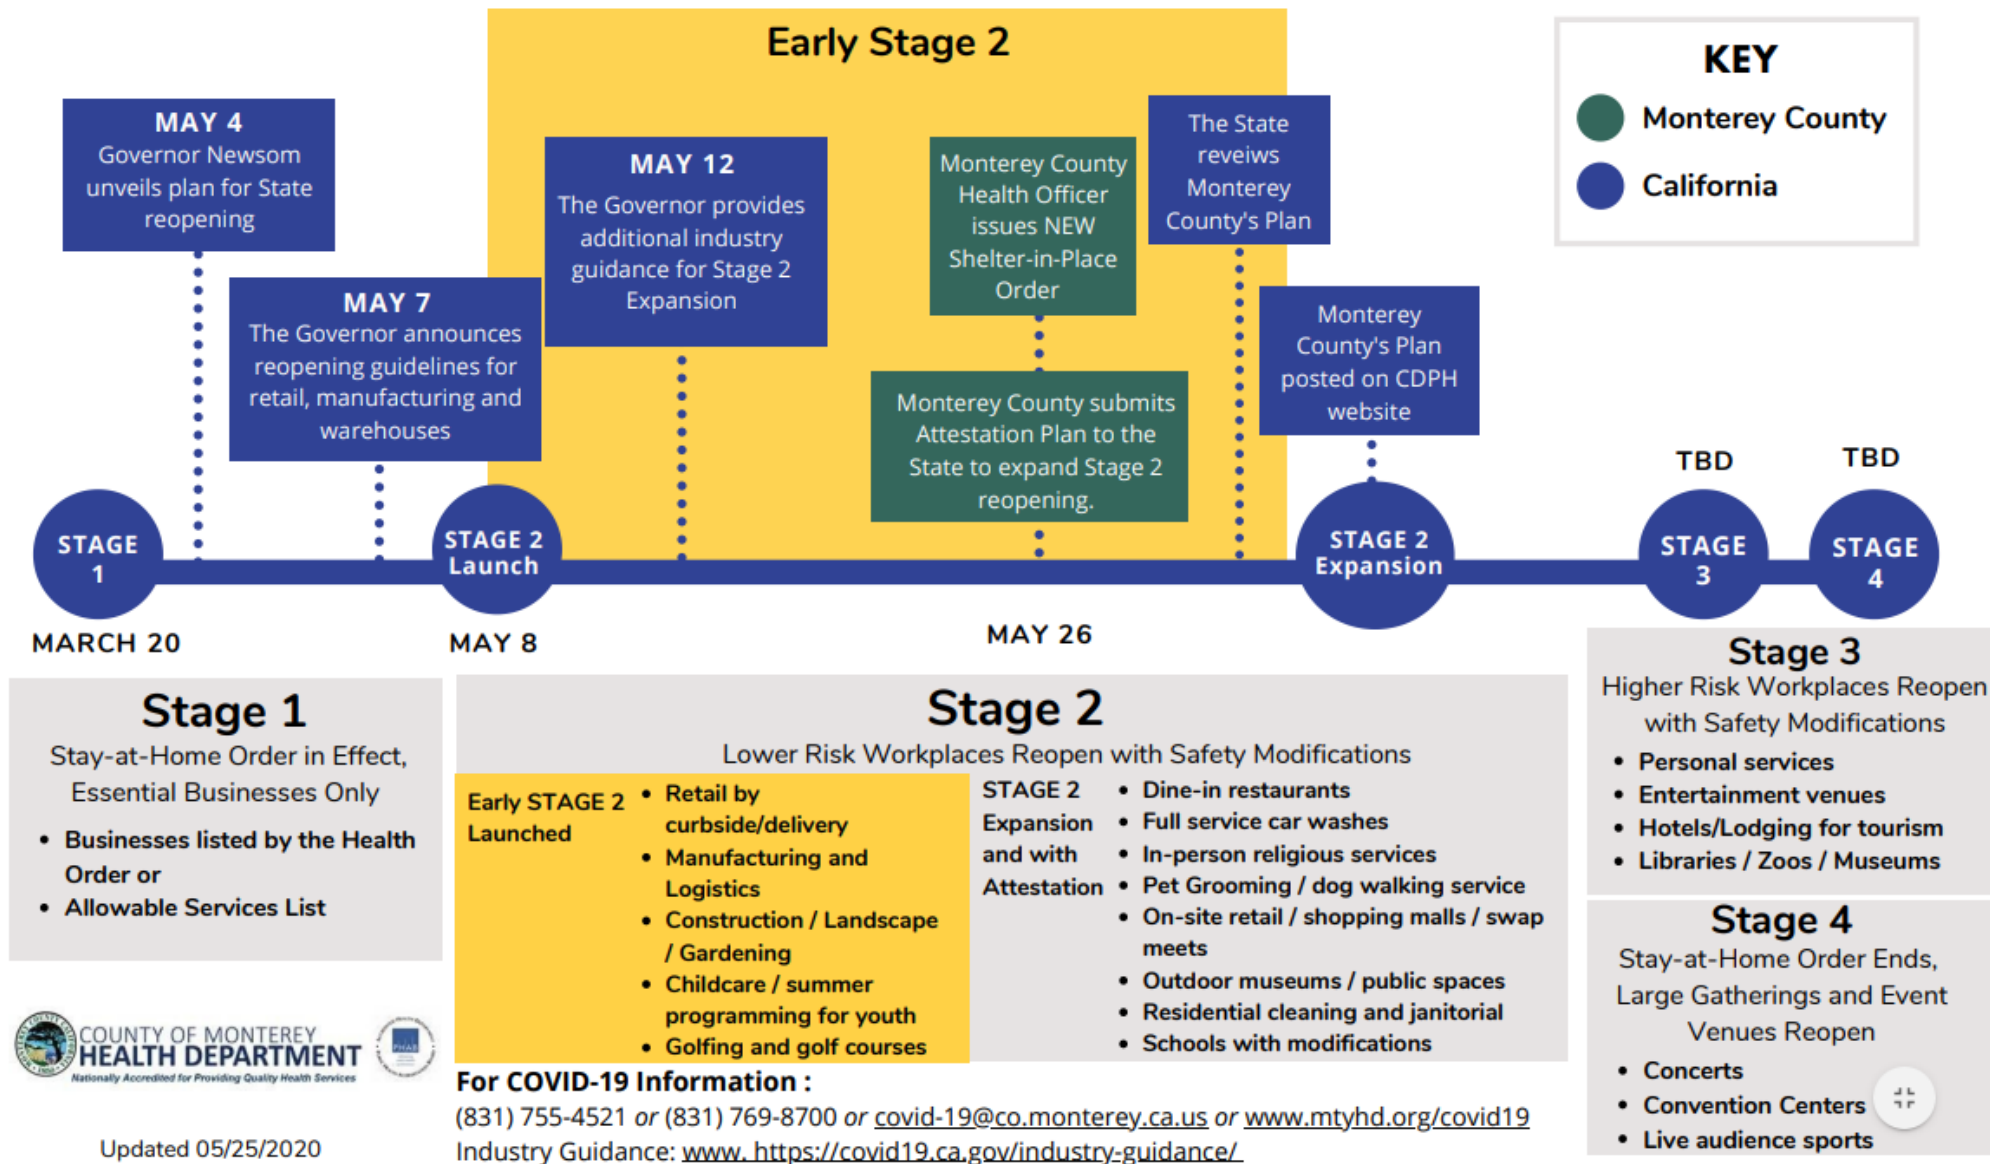 Early Stage 2
KEY
Monterey County
California
MAY 4
Governor Newsom
unveils plan for State
reopening
MAY 7
The Governor announces
reopening guidelines for
retail, manufacturing and
warehouses
MAY 12
The Governor provides
additional industry
guidance for Stage 2
Expansion
Monterey County
Health Officer
issues NEW
Shelter-in-Place
Order
Monterey County submits
Attestation Plan to the
State to expand Stage 2
reopening.
The State
reveiws
Monterey
County's Plan
Monterey
County's Plan
posted on CDPH
website
TBD
TBD
STAGE
1
STAGE 2
Launch
STAGE 2
Expansion
STAGE
3
STAGE
4
MARCH 20
MAY 8
MAY 26
Stage 1
Stay-at-Home Order in Effect,
Essential Businesses Only
• Businesses listed by the Health
Order or
• Allowable Services List
Stage 2
Lower Risk Workplaces Reopen with Safety Modifications
Early STAGE 2
Launched
• Retail by
curbside/delivery
• Manufacturing and
Logistics
• Construction / Landscape
/ Gardening
• Childcare / summer
programming for youth
• Golfing and golf courses
STAGE 2
Expansion
and with
Attestation
• Dine-in restaurants
• Full service car washes
• In-person religious services
• Pet Grooming / dog walking service
• On-site retail / shopping malls / swap
meets
• Outdoor museums / public spaces
• Residential cleaning and janitorial
• Schools with modifications
Stage 3
Higher Risk Workplaces Reopen
with Safety Modifications
• Personal services
• Entertainment venues
• Hotels/Lodging for tourism
• Libraries / Zoos / Museums
Stage 4
Stay-at-Home Order Ends,
Large Gatherings and Event
Venues Reopen
• Concerts
• Convention Centers
• Live audience sports
COUNTY OF MONTEREY
HEALTH DEPARTMENT
Nationally Accredited for Providing Quality Health Services
PHAB
Updated 05/25/2020
For COVID-19 Information :
(831) 755-4521 or (831) 769-8700 or covid-19@co.monterey.ca.us or www.mtyhd.org/covid19
Industry Guidance: www. https://covid19.ca.gov/industry-guidance/